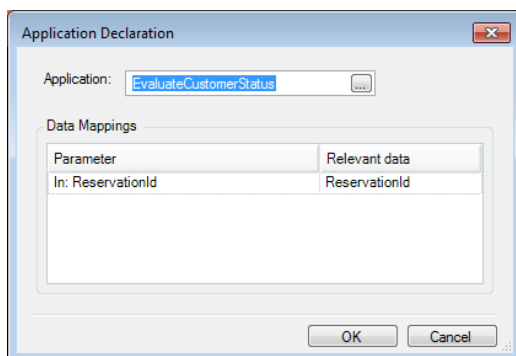 Application Declaration
Application: EvaluateCustomerStatus ...
Data Mappings
Parameter Relevant data
In: ReservationId ReservationId
OK Cancel